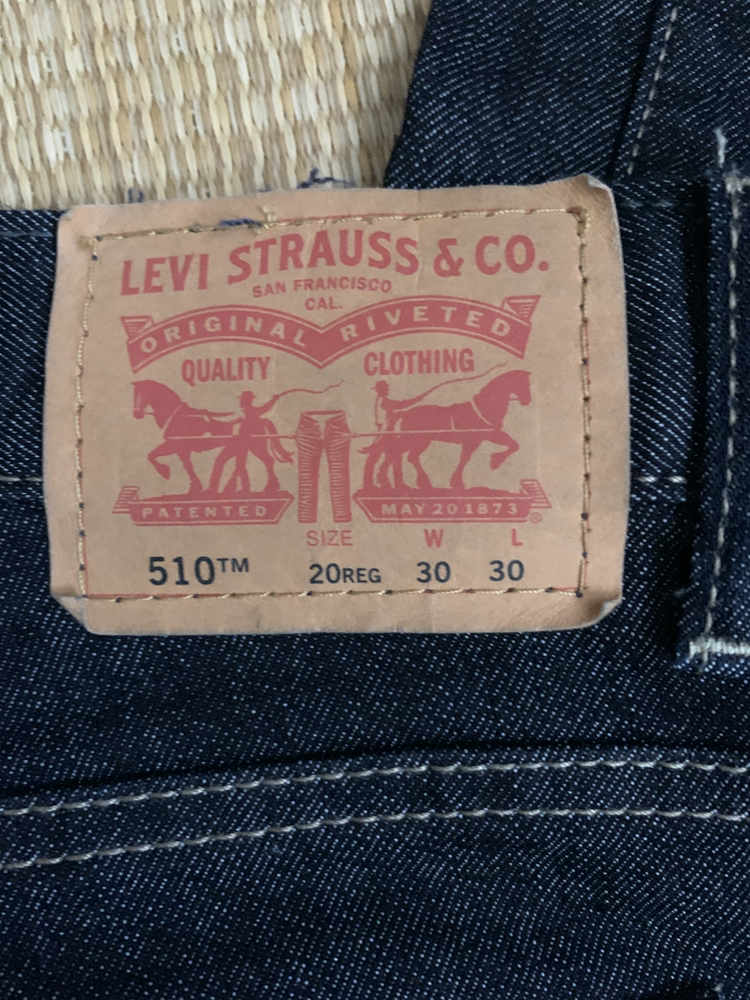 LEVI STRAUSS & CO.
SAN FRANCISCO
CAL.
ORIGINAL RIVETED
QUALITY CLOTHING
PATENTED MAY 20 1873 ®
SIZE W L
510™ 20REG 30 30